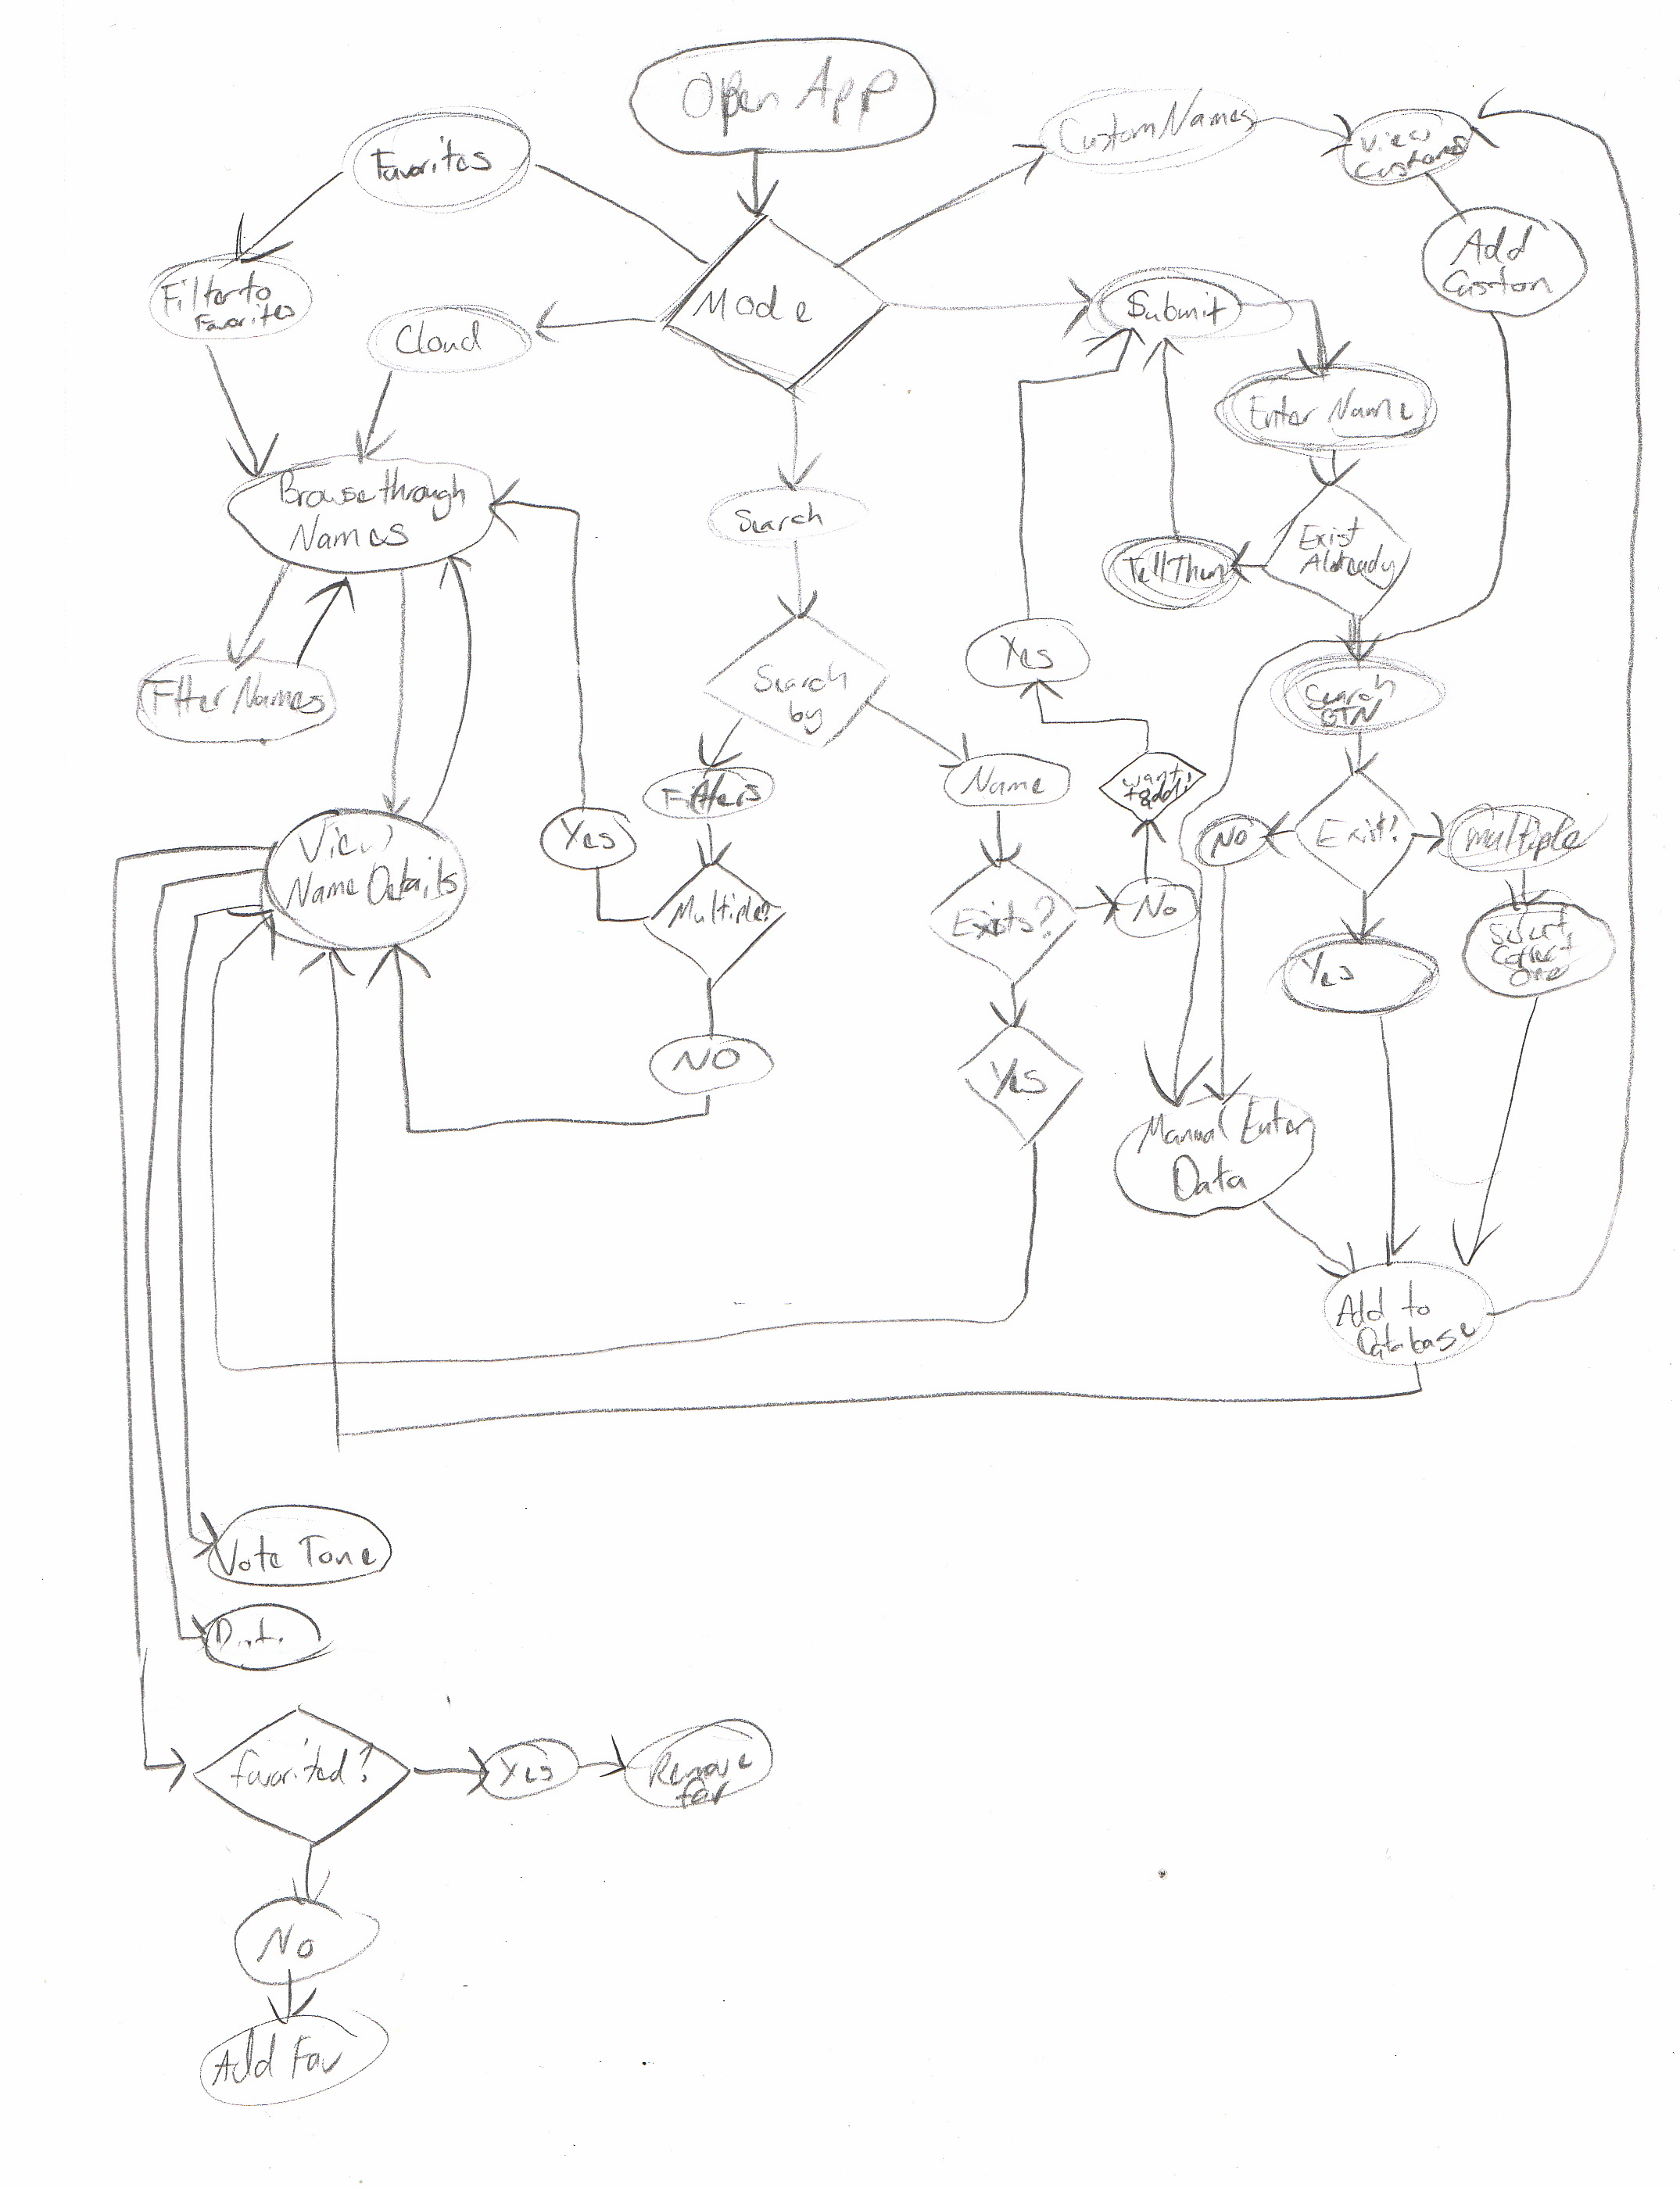 Open App
Favorites
Custom Names
View
Customs
Filter to
Favorites
Cloud
Mode
Submit
Add
Custom
Enter Name
Browse through
Names
Search
Exist
Already
Tell Them
Yes
Filter Names
Search
by
Search
BTN
Filters
Name
want
to add?
View
Name Details
Yes
Multiple?
Exists?
No
NO
Exist?
Multiple
Select
Correct
One
Yes
NO
Yes
Manual Enter
Data
Add to
Database
Vote Tone
favorited?
Yes
Remove
fav
No
Add Fav